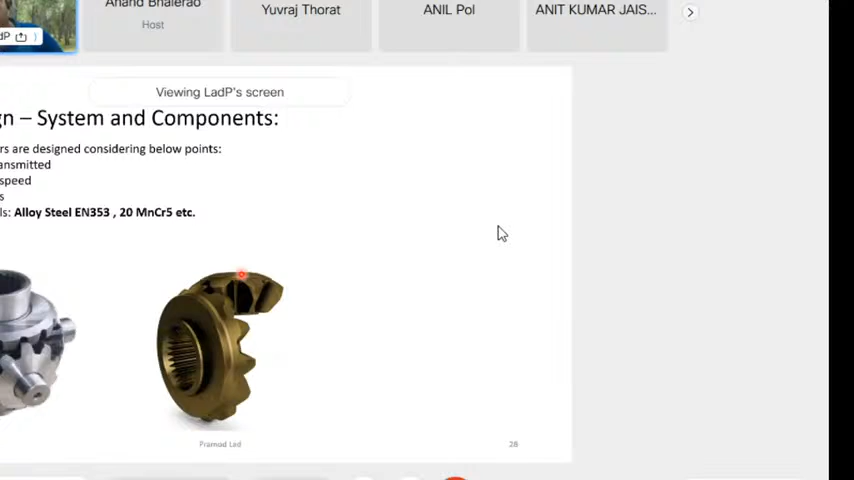 Anand Bhalerao
Host
Yuvraj Thorat
ANIL Pol
ANIT KUMAR JAIS...
dP
Viewing LadP's screen
gn – System and Components:
rs are designed considering below points:
ansmitted
speed
s
ls: Alloy Steel EN353 , 20 MnCr5 etc.
Pramod Lad
28